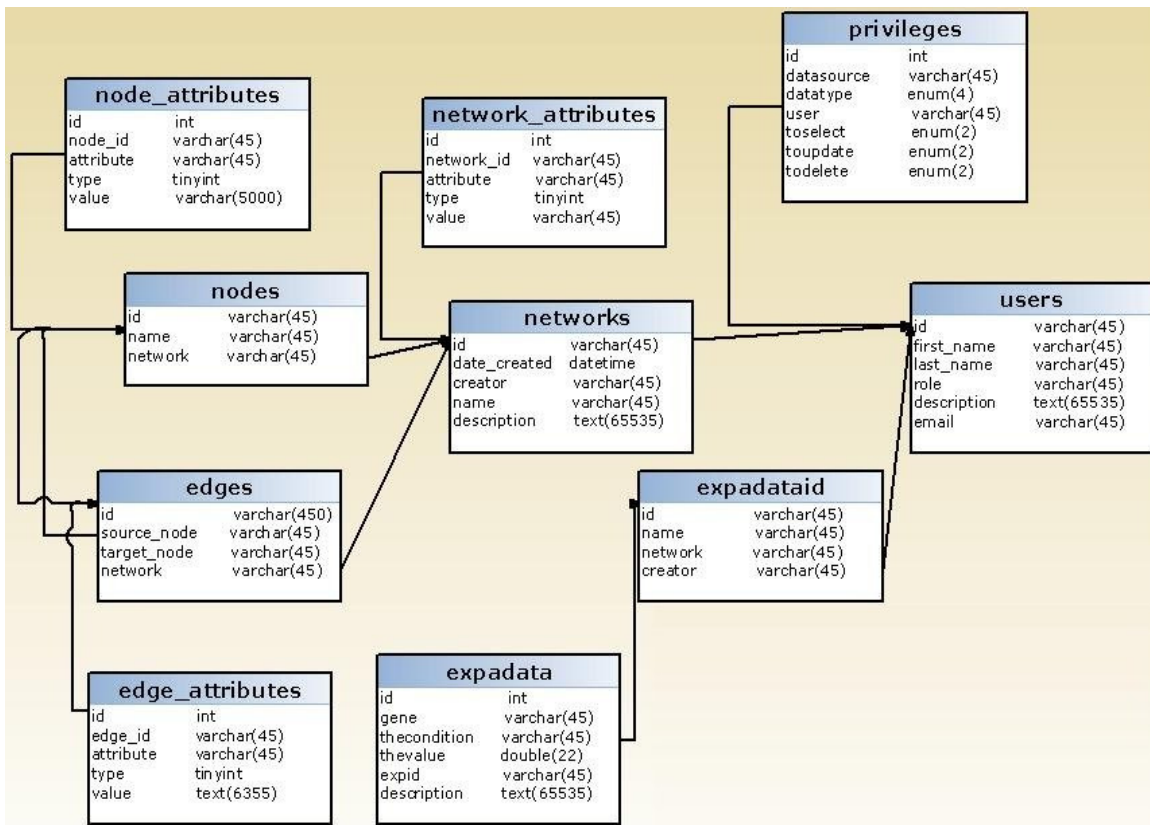 privileges
id int
datasource varchar(45)
datatype enum(4)
user varchar(45)
toselect enum(2)
toupdate enum(2)
todelete enum(2)
node_attributes
id int
node_id varchar(45)
attribute varchar(45)
type tinyint
value varchar(5000)
network_attributes
id int
network_id varchar(45)
attribute varchar(45)
type tinyint
value varchar(45)
nodes
id varchar(45)
name varchar(45)
network varchar(45)
networks
id varchar(45)
date_created datetime
creator varchar(45)
name varchar(45)
description text(65535)
users
id varchar(45)
first_name varchar(45)
last_name varchar(45)
role varchar(45)
description text(65535)
email varchar(45)
edges
id varchar(450)
source_node varchar(45)
target_node varchar(45)
network varchar(45)
expadataid
id varchar(45)
name varchar(45)
network varchar(45)
creator varchar(45)
edge_attributes
id int
edge_id varchar(45)
attribute varchar(45)
type tinyint
value text(6355)
expadata
id int
gene varchar(45)
thecondition varchar(45)
thevalue double(22)
expid varchar(45)
description text(65535)